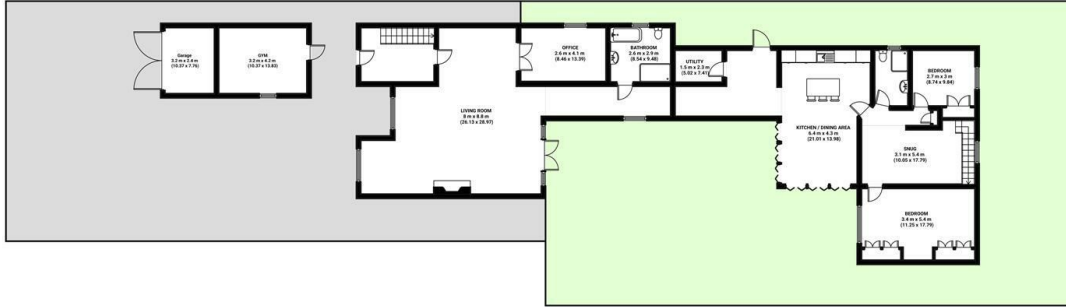 Garage
3.2 m x 2.4 m
(10.37 x 7.76)
GYM
3.2 m x 4.2 m
(10.37 x 13.83)
OFFICE
2.6 m x 4.1 m
(8.46 x 13.39)
BATHROOM
2.6 m x 2.9 m
(8.54 x 9.48)
UTILITY
1.5 m x 2.3 m
(5.02 x 7.41)
BEDROOM
2.7 m x 3 m
(8.74 x 9.84)
LIVING ROOM
8 m x 8.8 m
(26.13 x 28.97)
KITCHEN / DINING AREA
6.4 m x 4.3 m
(21.01 x 13.98)
SNUG
3.1 m x 5.4 m
(10.05 x 17.79)
BEDROOM
3.4 m x 5.4 m
(11.25 x 17.79)